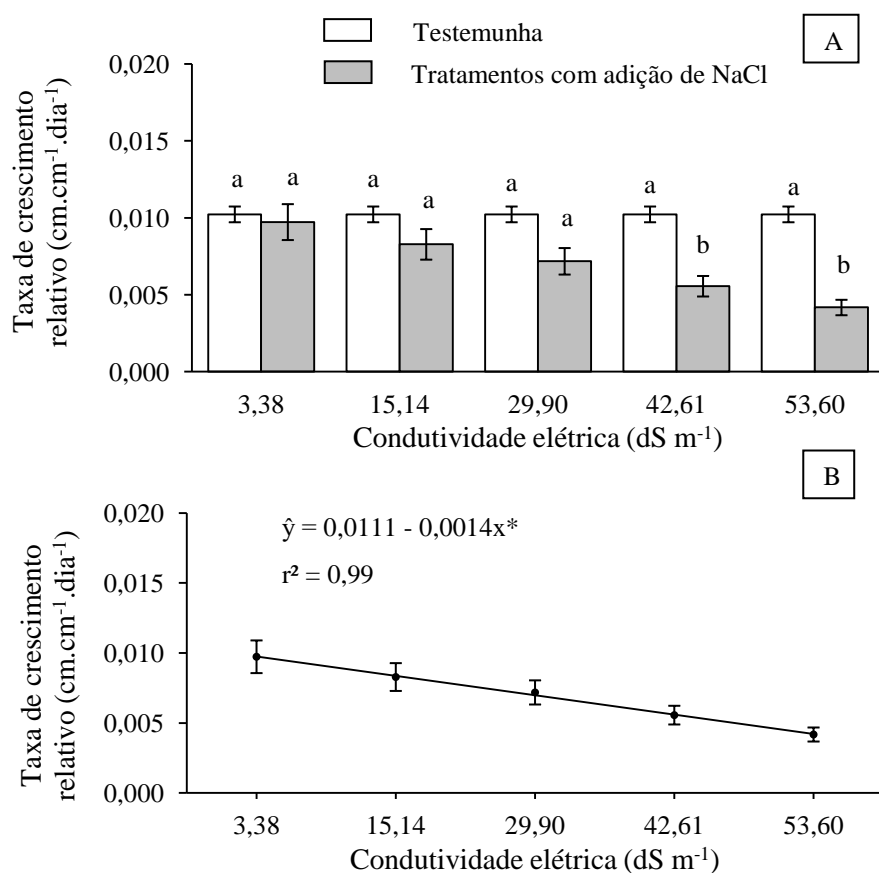 Testemunha
A
Tratamentos com adição de NaCl
Taxa de crescimento
relativo (cm.cm⁻¹.dia⁻¹)
0,020
0,015
0,010
0,005
0,000
a a a a a a a b a b
3,38 15,14 29,90 42,61 53,60
Condutividade elétrica (dS m⁻¹)
B
Taxa de crescimento
relativo (cm.cm⁻¹.dia⁻¹)
0,020
0,015
0,010
0,005
0,000
ŷ = 0,0111 - 0,0014x*
r² = 0,99
3,38 15,14 29,90 42,61 53,60
Condutividade elétrica (dS m⁻¹)